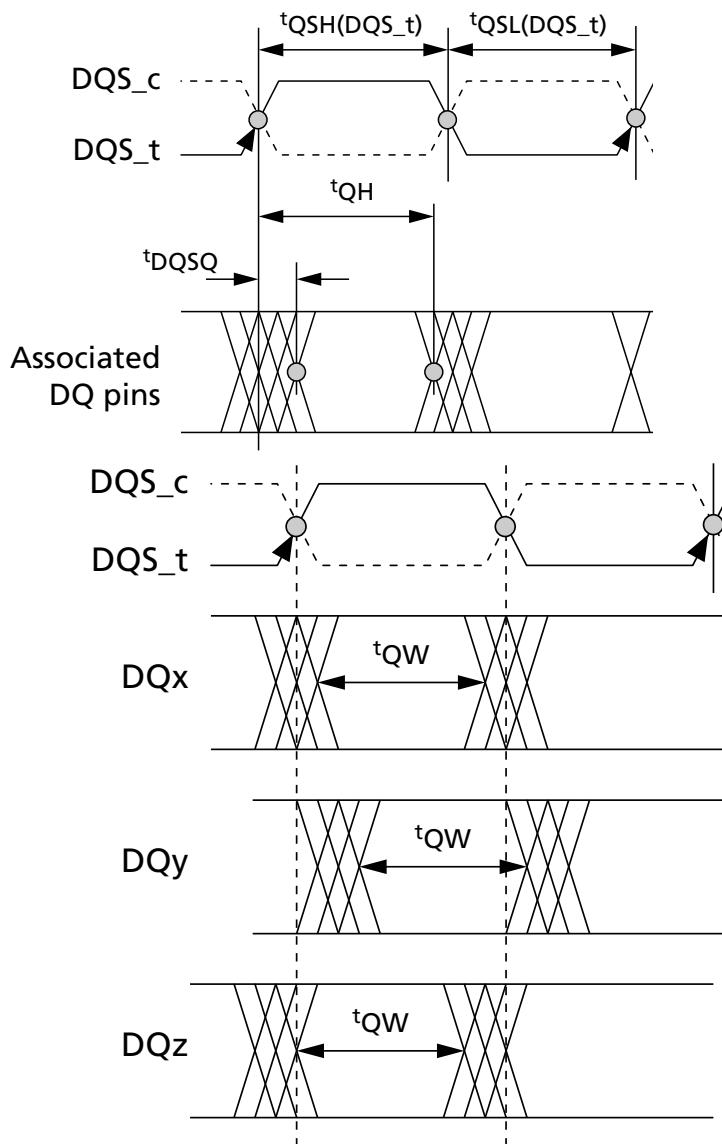 tQSH(DQS_t) tQSL(DQS_t)
DQS_c
DQS_t
tQH
tDQSQ
Associated
DQ pins
DQS_c
DQS_t
DQx
tQW
DQy
tQW
DQz
tQW